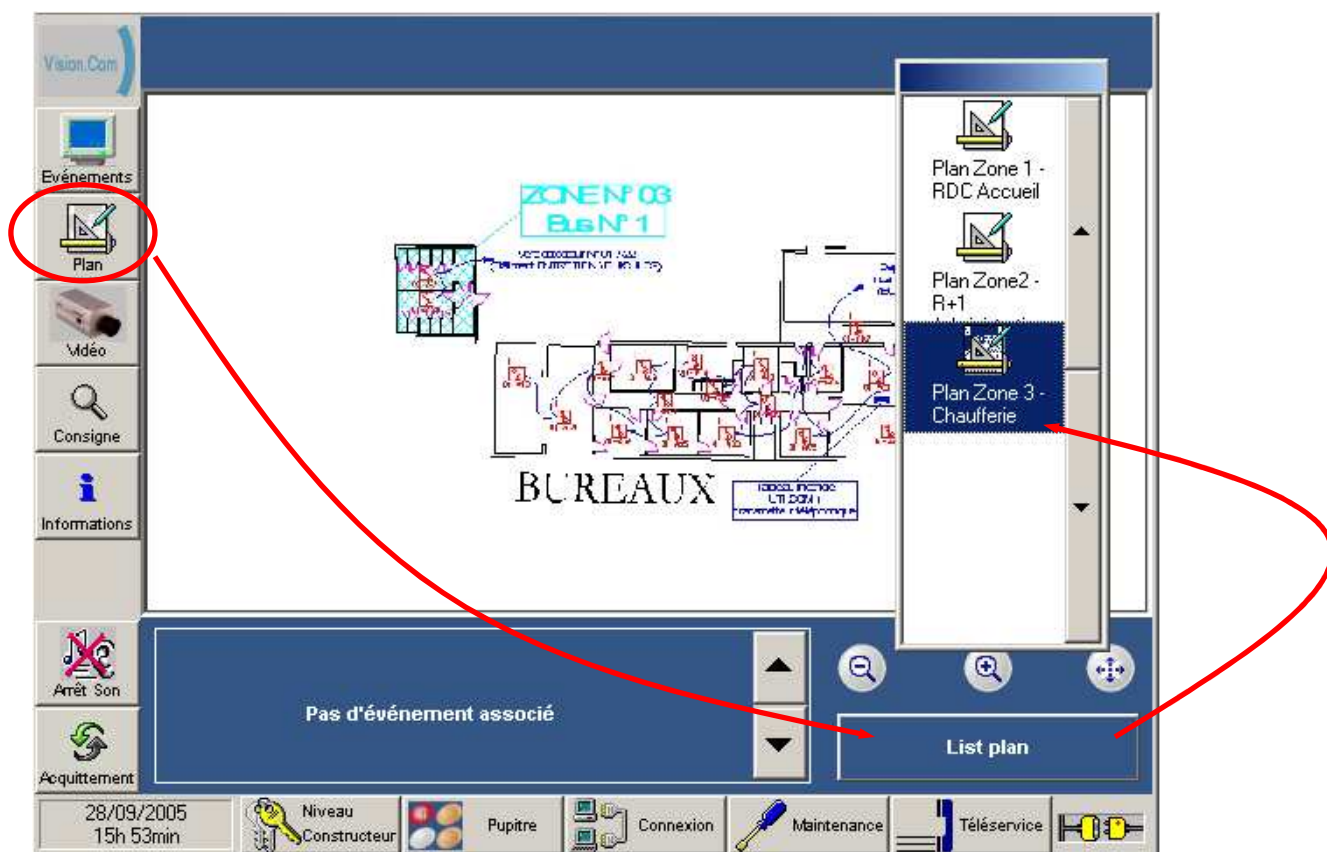 Vision.Com
Evénements
Plan
Vidéo
Consigne
Informations
Arrêt Son
Acquittement
ZONE N° 03
Bus N° 1
BUREAUX
Plan Zone 1 -
RDC Accueil
Plan Zone2 -
R+1
Plan Zone 3 -
Chaufferie
Pas d'événement associé
List plan
28/09/2005
15h 53min
Niveau
Constructeur
Pupitre
Connexion
Maintenance
Téléservice